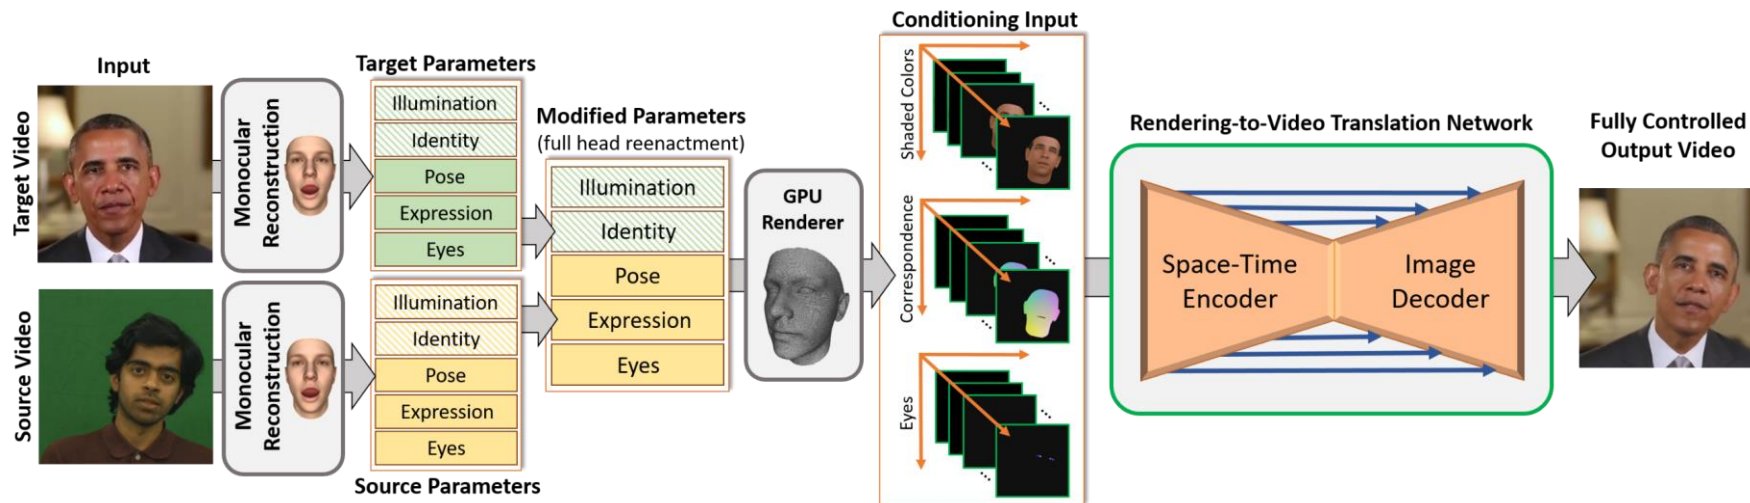 Input
Target Video
Monocular
Reconstruction
Target Parameters
Illumination
Identity
Pose
Expression
Eyes
Source Video
Monocular
Reconstruction
Illumination
Identity
Pose
Expression
Eyes
Source Parameters
Modified Parameters
(full head reenactment)
Illumination
Identity
Pose
Expression
Eyes
GPU
Renderer
Conditioning Input
Shaded Colors
...
...
Correspondence
...
...
Eyes
...
...
Rendering-to-Video Translation Network
Space-Time
Encoder
Image
Decoder
Fully Controlled
Output Video